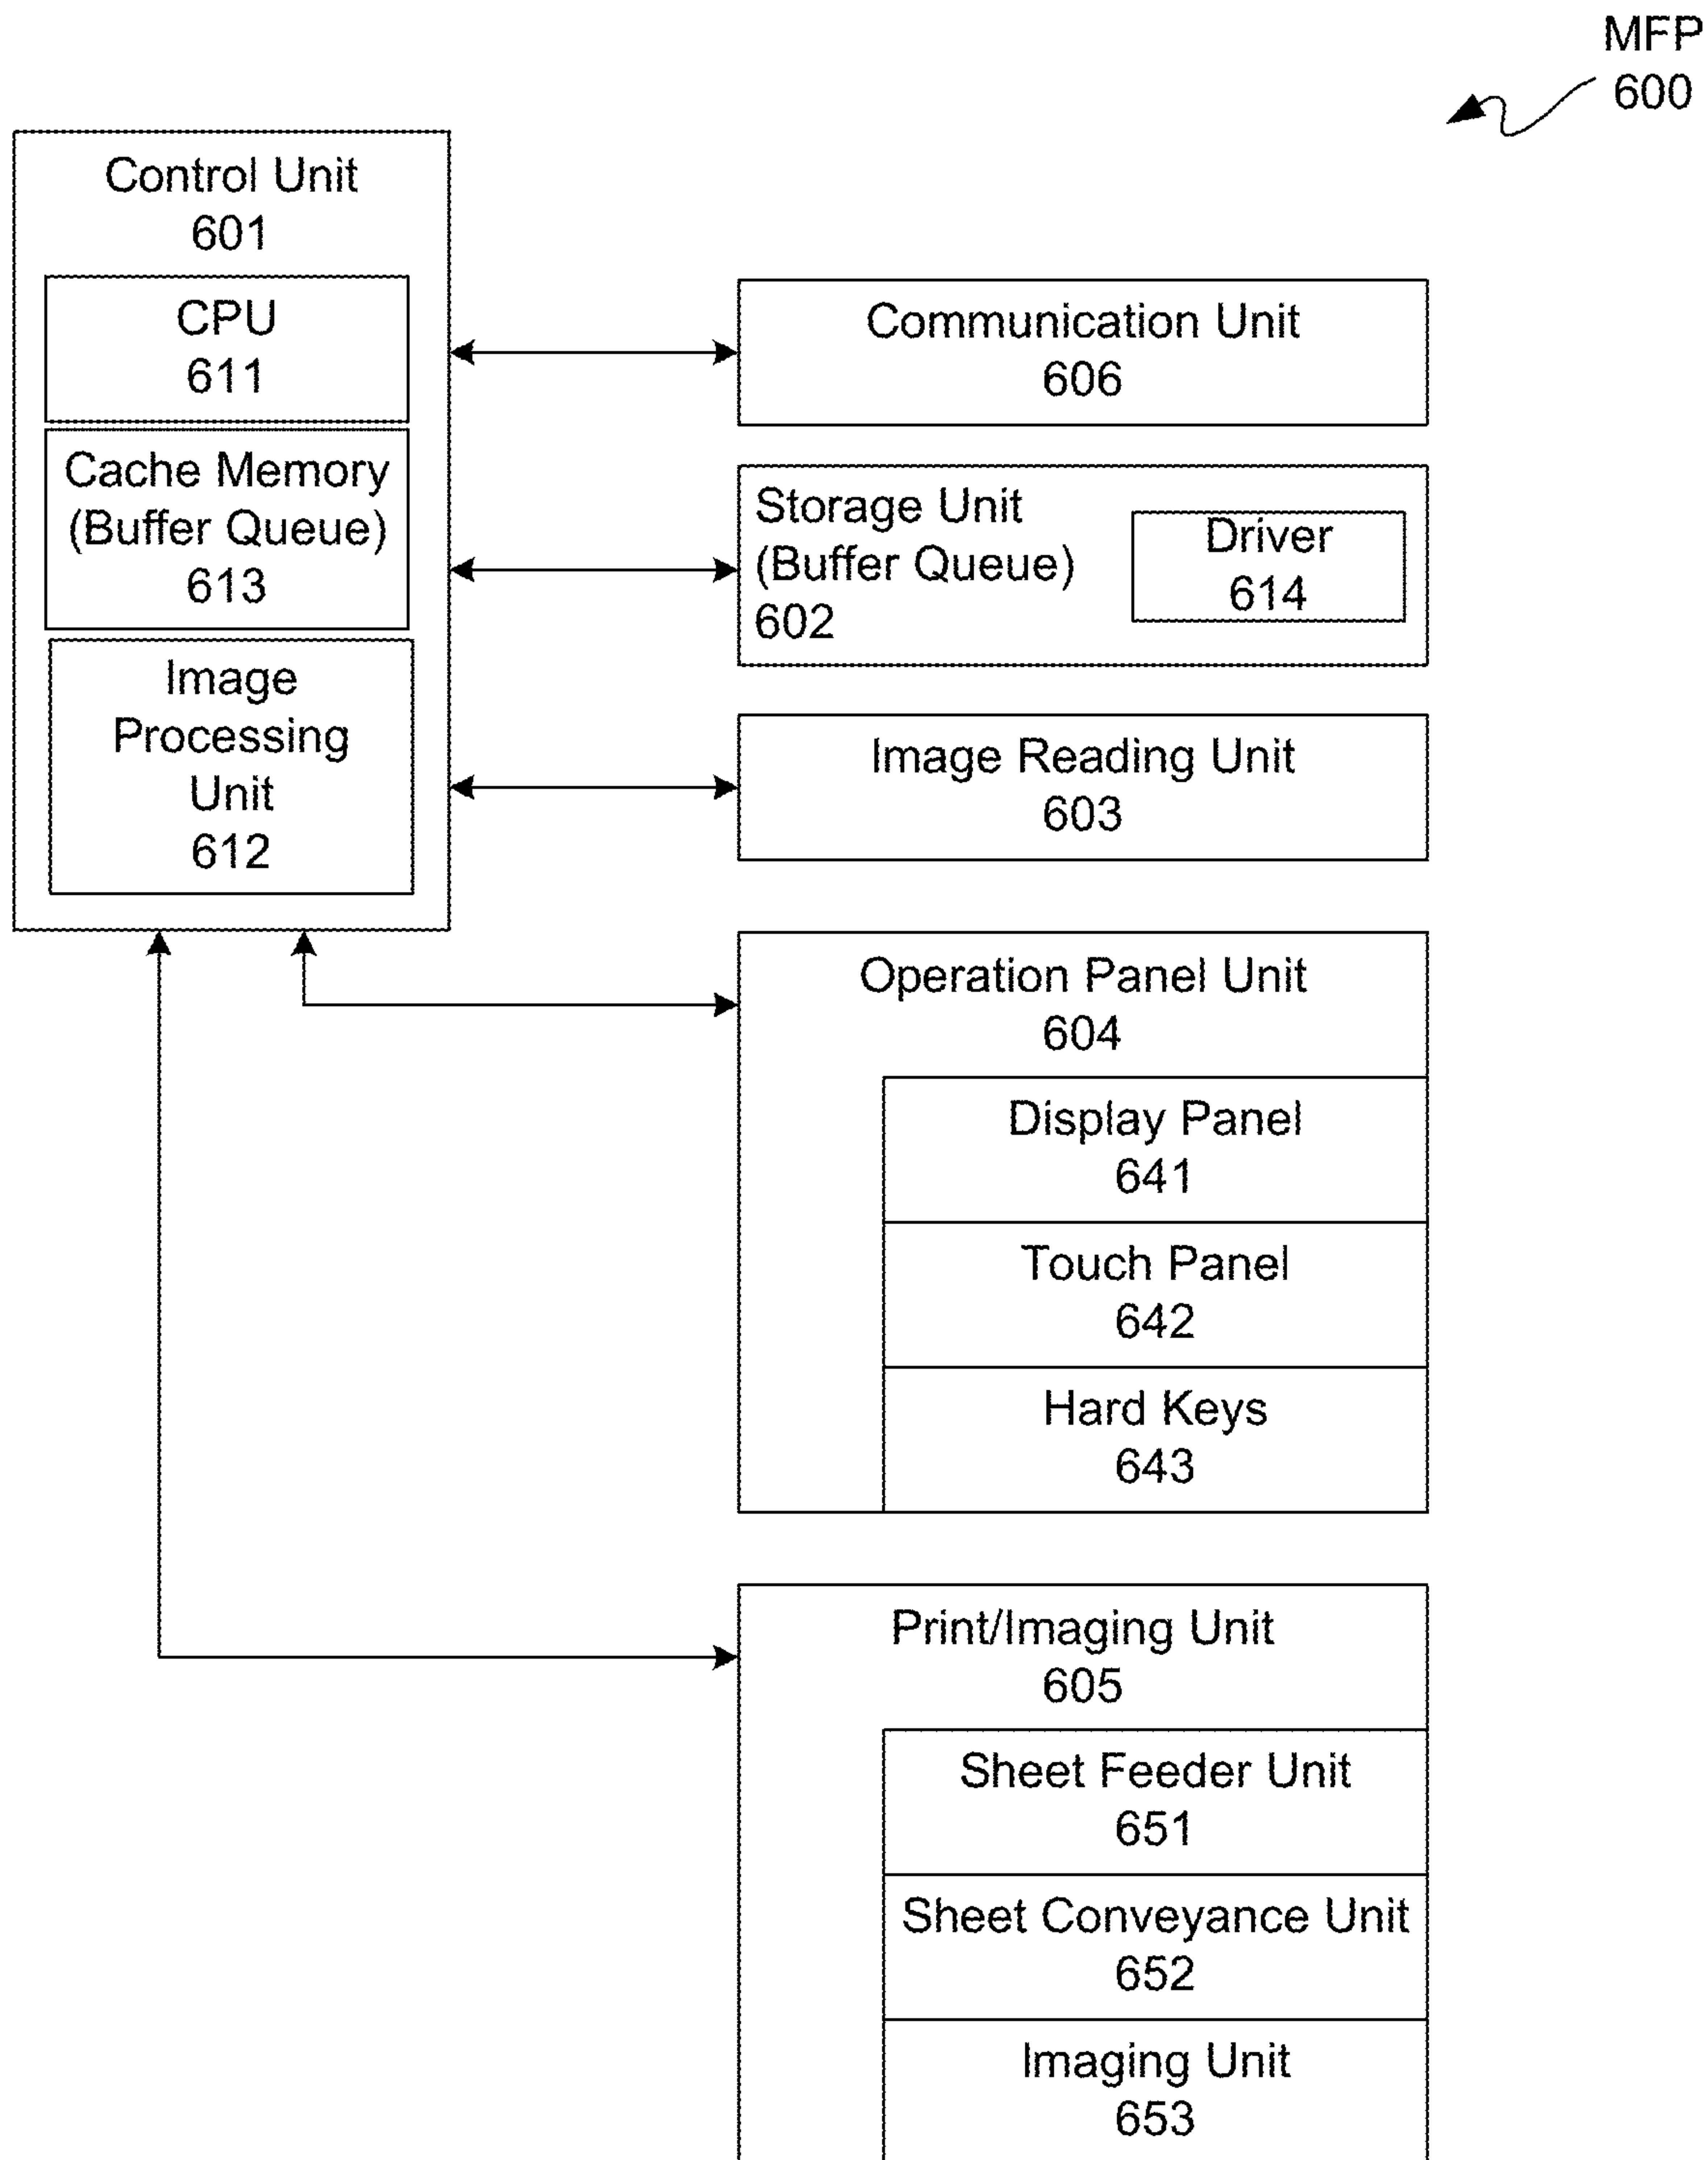 MFP
600
Control Unit
601
CPU
611
Cache Memory
(Buffer Queue)
613
Image
Processing
Unit
612
Communication Unit
606
Storage Unit
(Buffer Queue)
602
Driver
614
Image Reading Unit
603
Operation Panel Unit
604
Display Panel
641
Touch Panel
642
Hard Keys
643
Print/Imaging Unit
605
Sheet Feeder Unit
651
Sheet Conveyance Unit
652
Imaging Unit
653